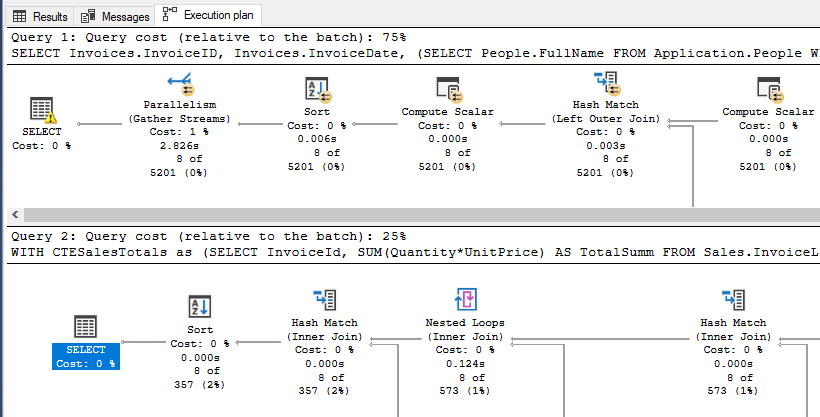 Results Messages Execution plan
Query 1: Query cost (relative to the batch): 75%
SELECT Invoices.InvoiceID, Invoices.InvoiceDate, (SELECT People.FullName FROM Application.People W
SELECT
Cost: 0 %
Parallelism
(Gather Streams)
Cost: 1 %
2.826s
8 of
5201 (0%)
Sort
Cost: 0 %
0.006s
8 of
5201 (0%)
Compute Scalar
Cost: 0 %
0.000s
8 of
5201 (0%)
Hash Match
(Left Outer Join)
Cost: 0 %
0.003s
8 of
5201 (0%)
Compute Scalar
Cost: 0 %
0.000s
8 of
5201 (0%)
Query 2: Query cost (relative to the batch): 25%
WITH CTESalesTotals as (SELECT InvoiceId, SUM(Quantity*UnitPrice) AS TotalSumm FROM Sales.InvoiceL
SELECT
Cost: 0 %
Sort
Cost: 0 %
0.000s
8 of
357 (2%)
Hash Match
(Inner Join)
Cost: 0 %
0.000s
8 of
357 (2%)
Nested Loops
(Inner Join)
Cost: 0 %
0.124s
8 of
573 (1%)
Hash Match
(Inner Join)
Cost: 0 %
0.000s
8 of
573 (1%)